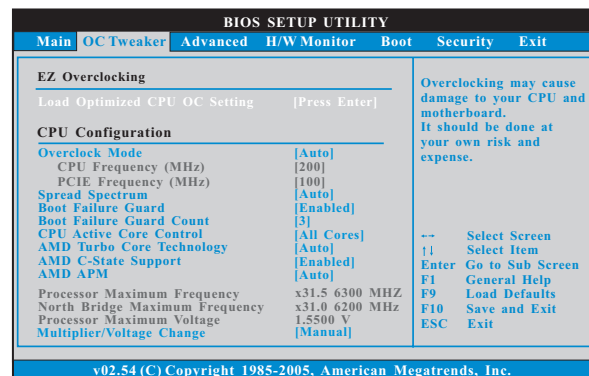 BIOS SETUP UTILITY
Main OC Tweaker Advanced H/W Monitor Boot Security Exit
EZ Overclocking
Load Optimized CPU OC Setting [Press Enter]
CPU Configuration
Overclock Mode [Auto]
CPU Frequency (MHz) [200]
PCIE Frequency (MHz) [100]
Spread Spectrum [Auto]
Boot Failure Guard [Enabled]
Boot Failure Guard Count [3]
CPU Active Core Control [All Cores]
AMD Turbo Core Technology [Auto]
AMD C-State Support [Enabled]
AMD APM [Auto]
Processor Maximum Frequency x31.5 6300 MHZ
North Bridge Maximum Frequency x31.0 6200 MHz
Processor Maximum Voltage 1.5500 V
Multiplier/Voltage Change [Manual]
Overclocking may cause
damage to your CPU and
motherboard.
It should be done at
your own risk and
expense.
←→ Select Screen
↑↓ Select Item
Enter Go to Sub Screen
F1 General Help
F9 Load Defaults
F10 Save and Exit
ESC Exit
v02.54 (C) Copyright 1985-2005, American Megatrends, Inc.